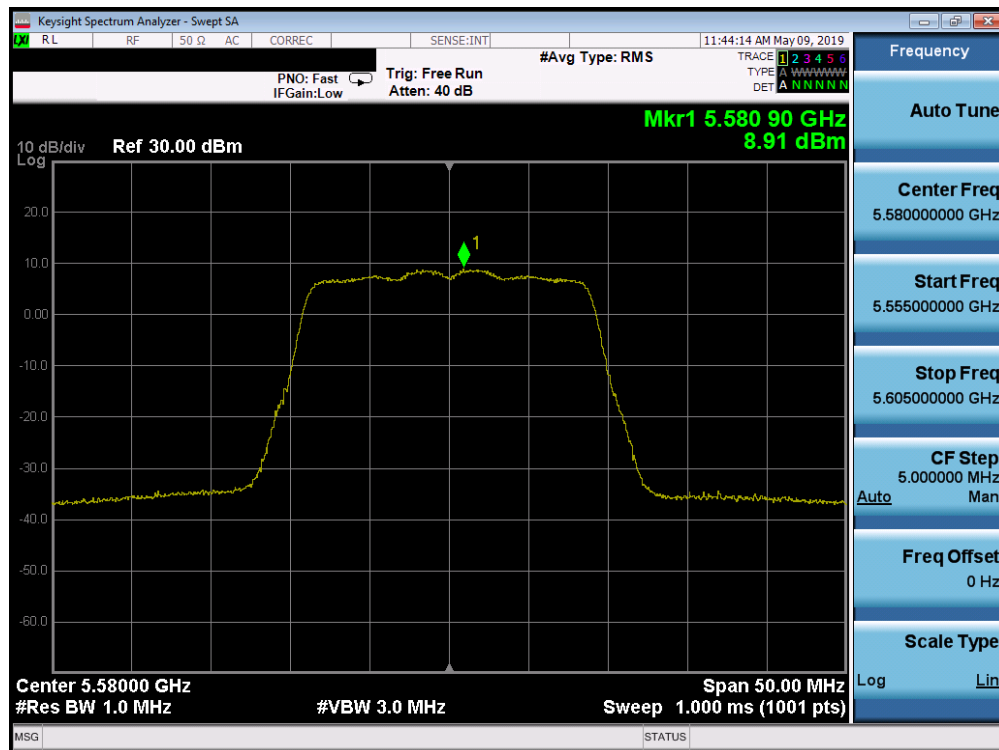 Keysight Spectrum Analyzer - Swept SA
LXI RL RF 50 Ω AC CORREC SENSE:INT 11:44:14 AM May 09, 2019
#Avg Type: RMS TRACE 1 2 3 4 5 6
PNO: Fast Trig: Free Run TYPE A WWWWW
IFGain:Low Atten: 40 dB DET A N N N N N
Mkr1 5.580 90 GHz
8.91 dBm
10 dB/div Ref 30.00 dBm
Log
20.0
1
10.0
0.00
-10.0
-20.0
-30.0
-40.0
-50.0
-60.0
Center 5.58000 GHz Span 50.00 MHz
#Res BW 1.0 MHz #VBW 3.0 MHz Sweep 1.000 ms (1001 pts)
MSG STATUS
Frequency
Auto Tune
Center Freq
5.580000000 GHz
Start Freq
5.555000000 GHz
Stop Freq
5.605000000 GHz
CF Step
5.000000 MHz
Auto Man
Freq Offset
0 Hz
Scale Type
Log Lin